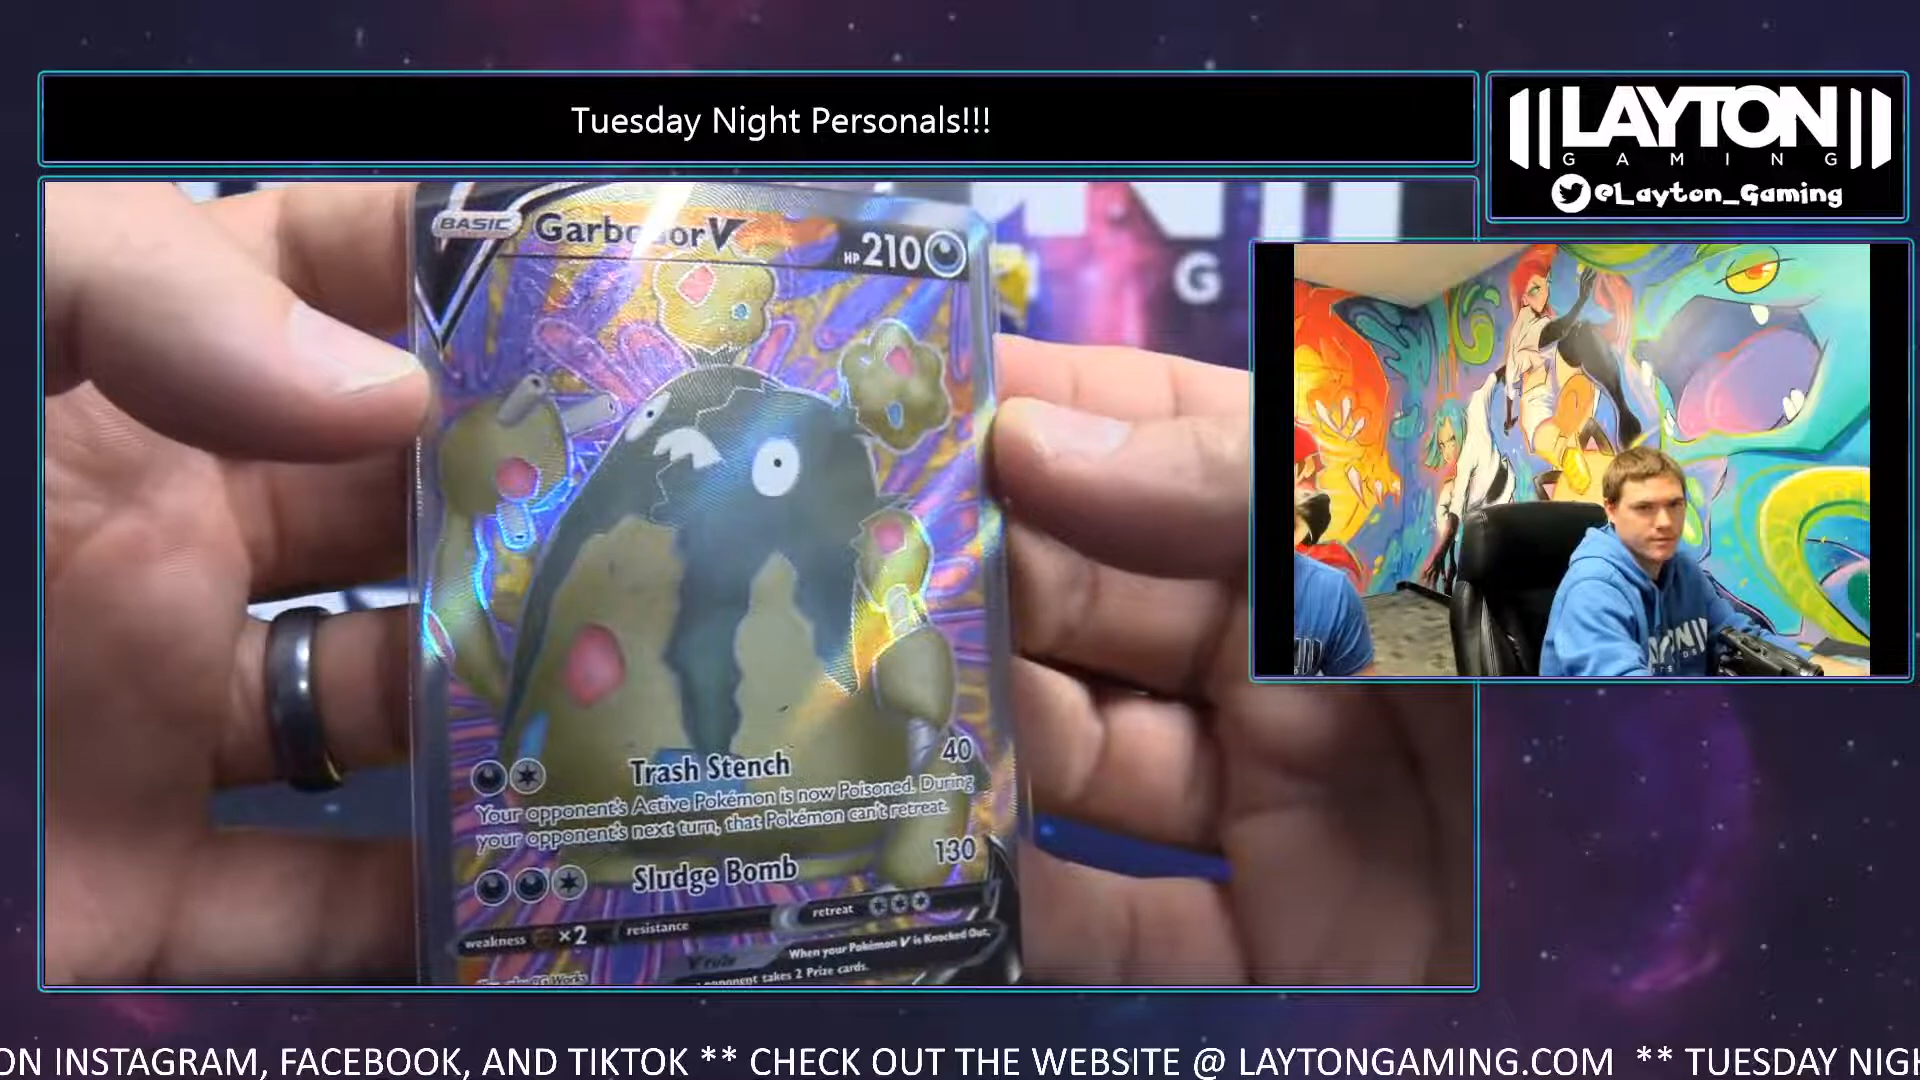 Tuesday Night Personals!!!
LAYTON
GAMING
@Layton_Gaming
BASIC
V
HP 210
G
Trash Stench
40
Your opponent's Active Pokémon is now Poisoned. During
your opponent's next turn, that Pokémon can't retreat.
Sludge Bomb
130
weakness ×2
resistance
retreat
V rule
When your Pokémon V is Knocked Out,
opponent takes 2 Prize cards.
ON INSTAGRAM, FACEBOOK, AND TIKTOK ** CHECK OUT THE WEBSITE @ LAYTONGAMING.COM ** TUESDAY NIGH